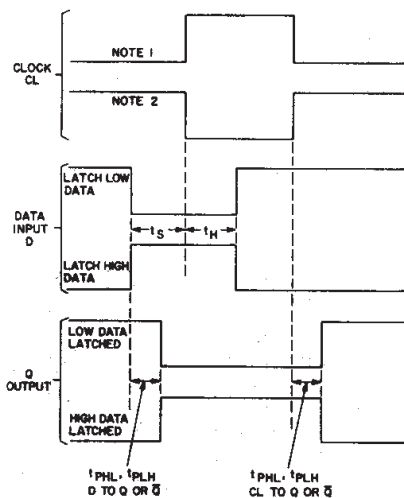 NOTE 1
CLOCK
CL
NOTE 2
LATCH LOW
DATA
DATA
INPUT
D
tS
tH
LATCH HIGH
DATA
LOW DATA
LATCHED
Q
OUTPUT
HIGH DATA
LATCHED
tPHL, tPLH
D TO Q OR Q̅
tPHL, tPLH
CL TO Q OR Q̅